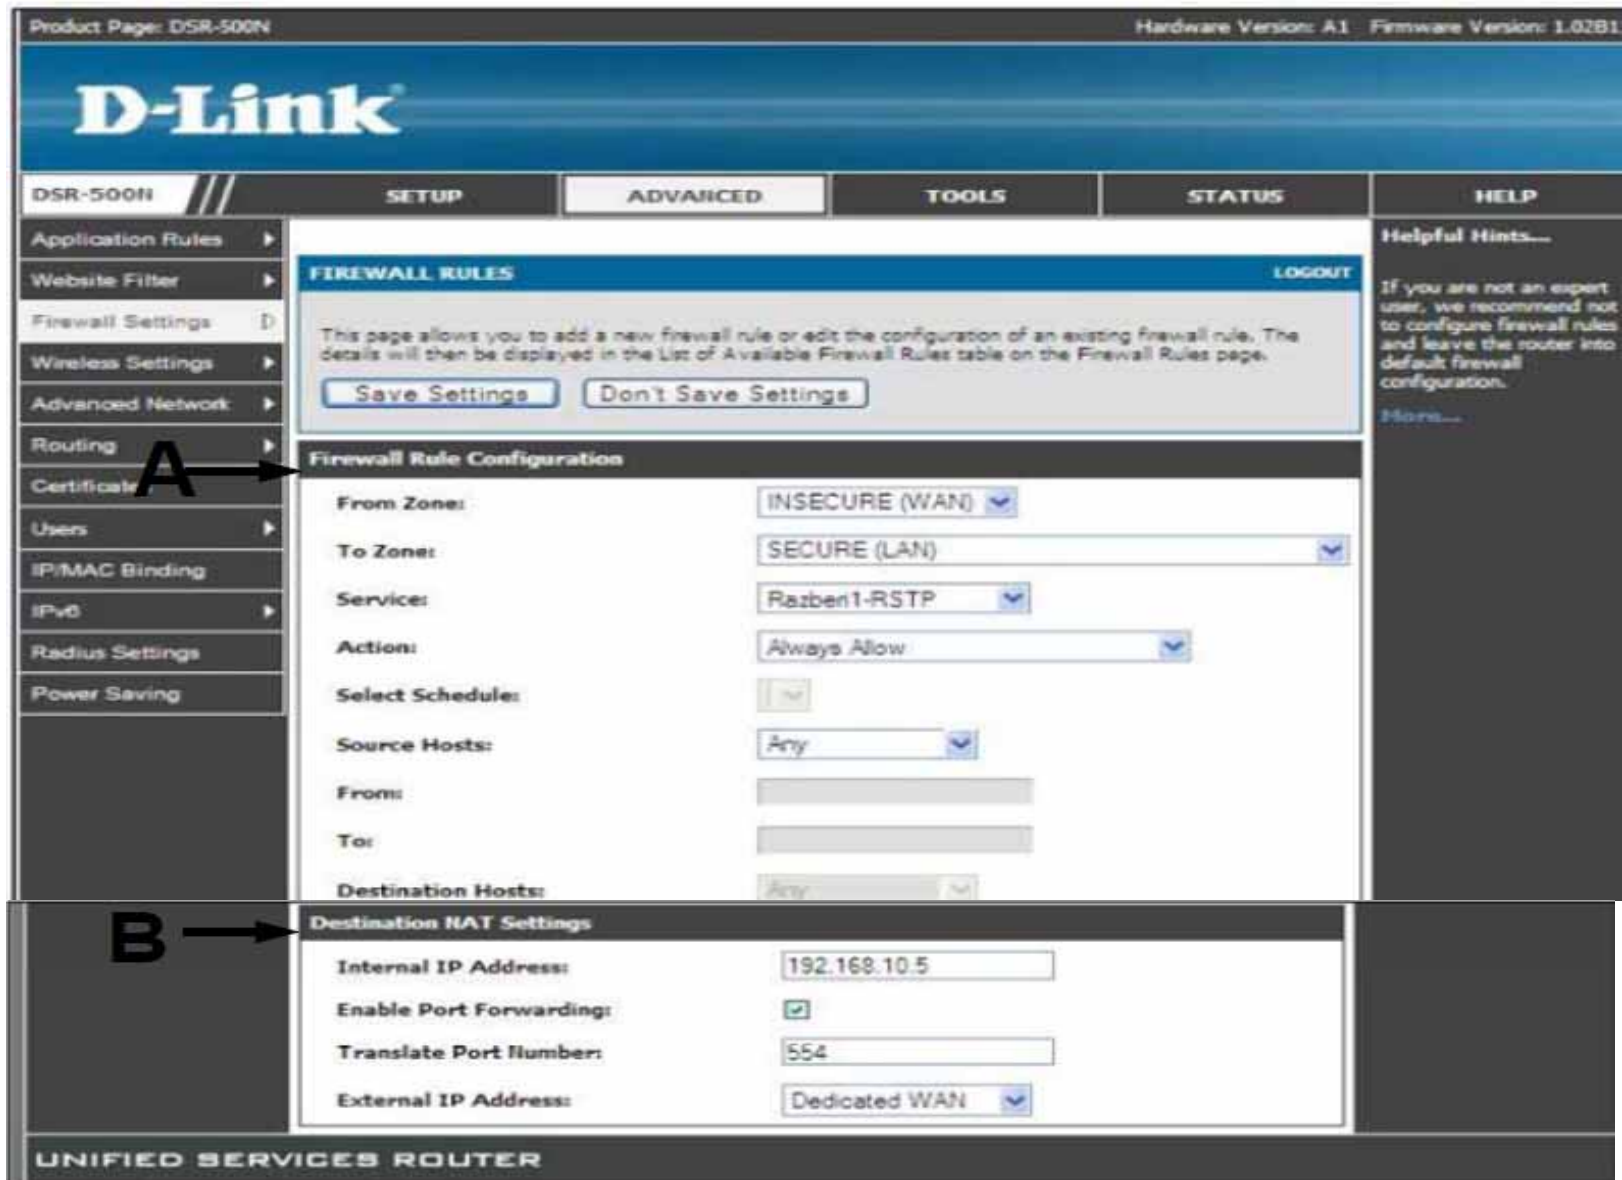 Product Page: DSR-500N Hardware Version: A1 Firmware Version: 1.02B1
D-Link
DSR-500N SETUP ADVANCED TOOLS STATUS HELP
Application Rules
Website Filter
Firewall Settings
Wireless Settings
Advanced Network
Routing
Certificates
Users
IP/MAC Binding
IPv6
Radius Settings
Power Saving
FIREWALL RULES LOGOUT
This page allows you to add a new firewall rule or edit the configuration of an existing firewall rule. The
details will then be displayed in the List of Available Firewall Rules table on the Firewall Rules page.
Save Settings Don't Save Settings
A
Firewall Rule Configuration
From Zone: INSECURE (WAN)
To Zone: SECURE (LAN)
Service: Razberi1-RSTP
Action: Always Allow
Select Schedule:
Source Hosts: Any
From:
To:
Destination Hosts: Any
B
Destination NAT Settings
Internal IP Address: 192.168.10.5
Enable Port Forwarding:
Translate Port Number: 554
External IP Address: Dedicated WAN
Helpful Hints...
If you are not an expert
user, we recommend not
to configure firewall rules
and leave the router into
default firewall
configuration.
More...
UNIFIED SERVICES ROUTER